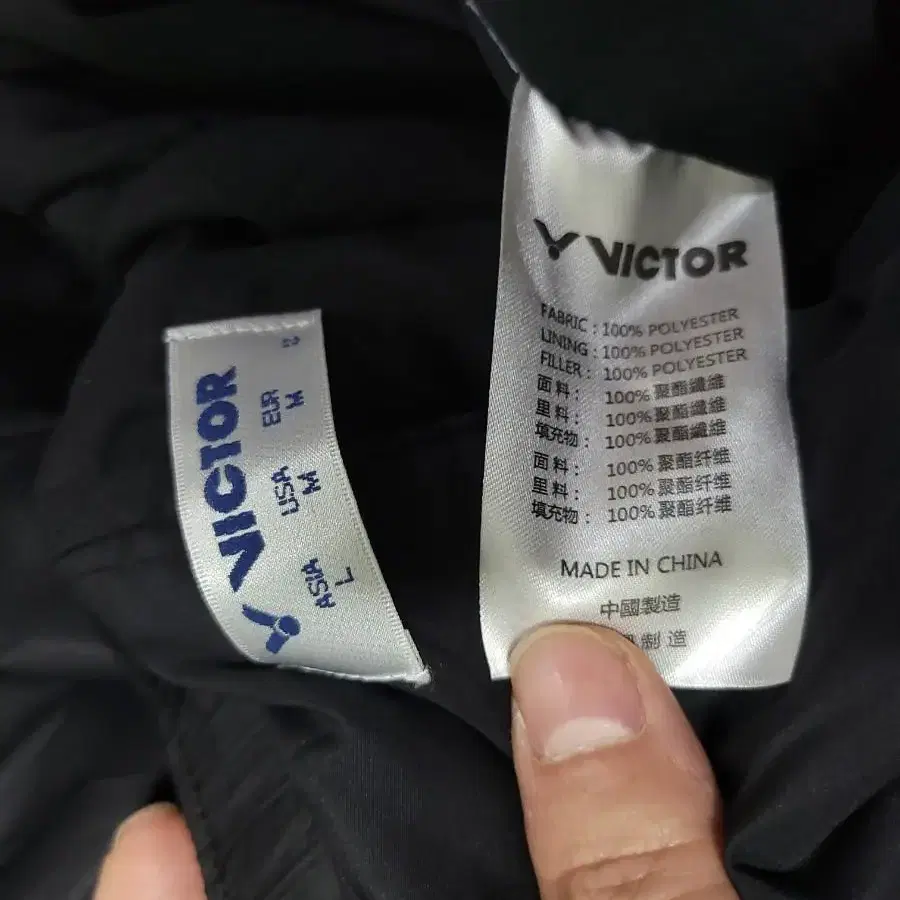 VICTOR
ASIA USA EUR
L M M
VICTOR
FABRIC : 100% POLYESTER
LINING : 100% POLYESTER
FILLER : 100% POLYESTER
面料 : 100% 聚酯纖維
里料 : 100% 聚酯纖維
填充物 : 100% 聚酯纖維
面料 : 100% 聚酯纤维
里料 : 100% 聚酯纤维
填充物 : 100% 聚酯纤维
MADE IN CHINA
中國製造
制造